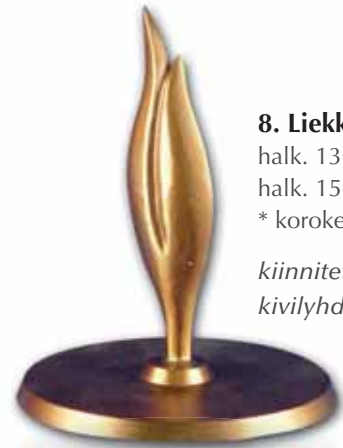 8. Liekk
halk. 13
halk. 15
* koroke
kiinnite
kivilyhd